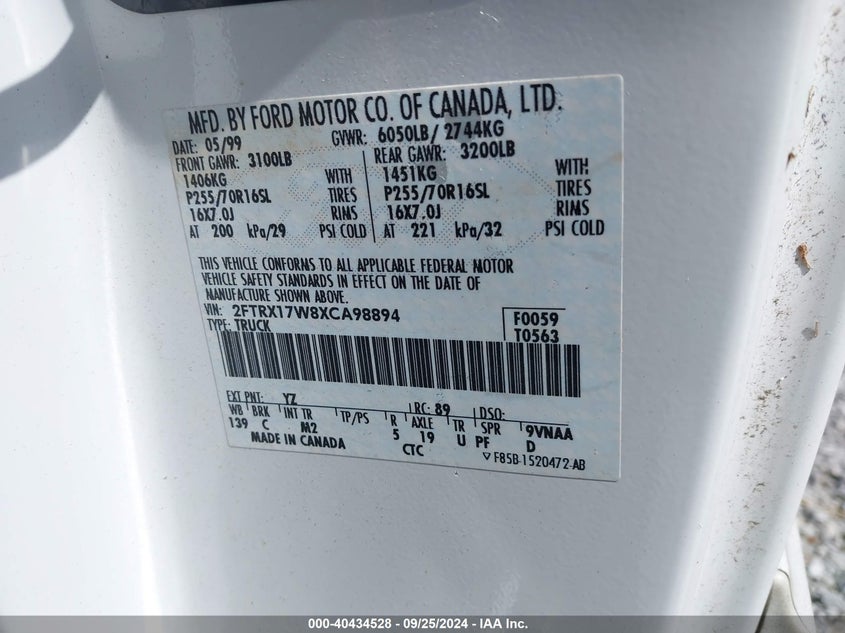 MFD. BY FORD MOTOR CO. OF CANADA, LTD.
DATE: 05/99 GVWR: 6050LB/ 2744KG
FRONT GAWR: 3100LB REAR GAWR: 3200LB
1406KG WITH 1451KG WITH
P255/70R16SL TIRES P255/70R16SL TIRES
16X7.0J RIMS 16X7.0J RIMS
AT 200 kPa/29 PSI COLD AT 221 kPa/32 PSI COLD
THIS VEHICLE CONFORMS TO ALL APPLICABLE FEDERAL MOTOR
VEHICLE SAFETY STANDARDS IN EFFECT ON THE DATE OF
MANUFACTURE SHOWN ABOVE.
VIN: 2FTRX17W8XCA98894 F0059
TYPE: TRUCK T0563
EXT PNT: YZ RC: 89 DSO:
WB BRK INT TR TP/PS R AXLE TR SPR 9VNAA
139 C M2 5 19 U PF D
MADE IN CANADA CTC F85B-1520472-AB
000-40434528 - 09/25/2024 - IAA Inc.